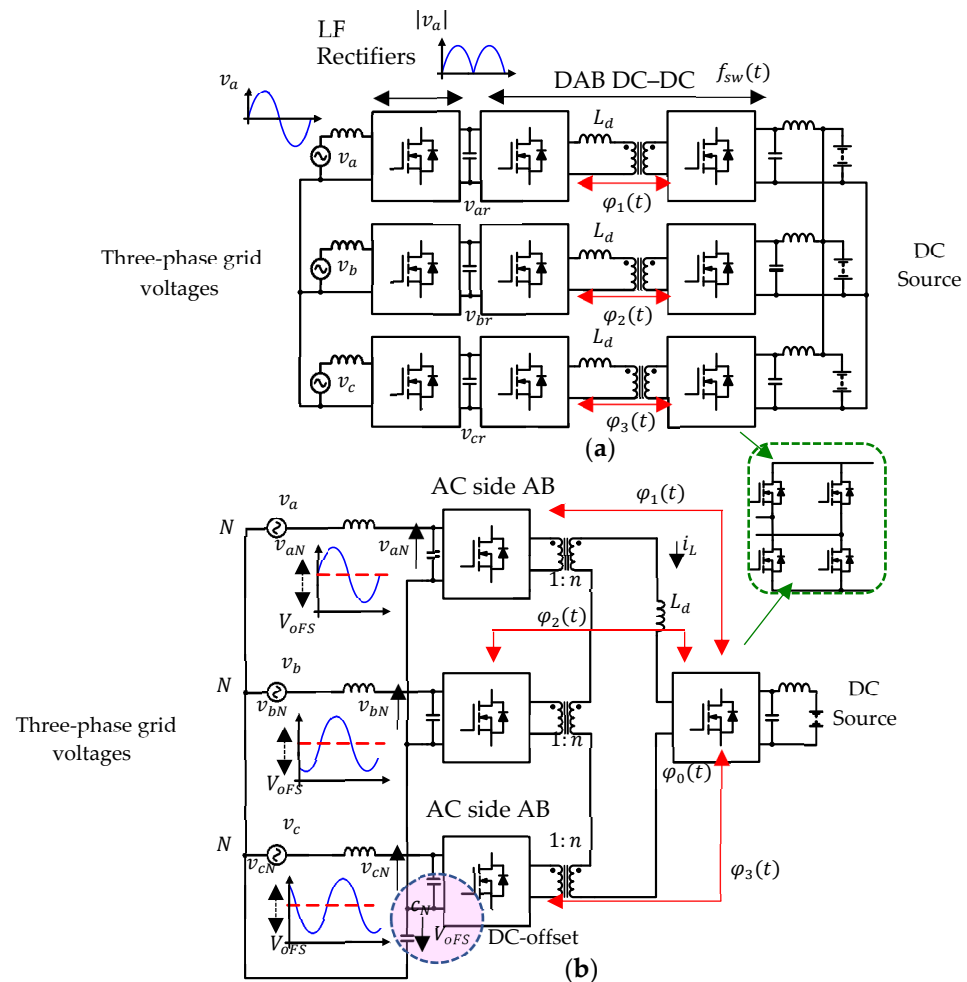 LF
Rectifiers
|v_a|
v_a
DAB DC–DC
f_sw(t)
L_d
v_a
v_ar
φ_1(t)
Three-phase grid
voltages
v_b
L_d
v_br
φ_2(t)
DC
Source
v_c
L_d
v_cr
φ_3(t)
(a)
AC side AB
φ_1(t)
N
v_a
v_aN
v_aN
V_oFS
1: n
i_L
L_d
φ_2(t)
N
v_b
v_bN
v_bN
V_oFS
1: n
Three-phase grid
voltages
DC
Source
φ_0(t)
AC side AB
N
v_c
v_cN
v_cN
V_oFS
1: n
φ_3(t)
c_N
V_oFS
DC-offset
(b)